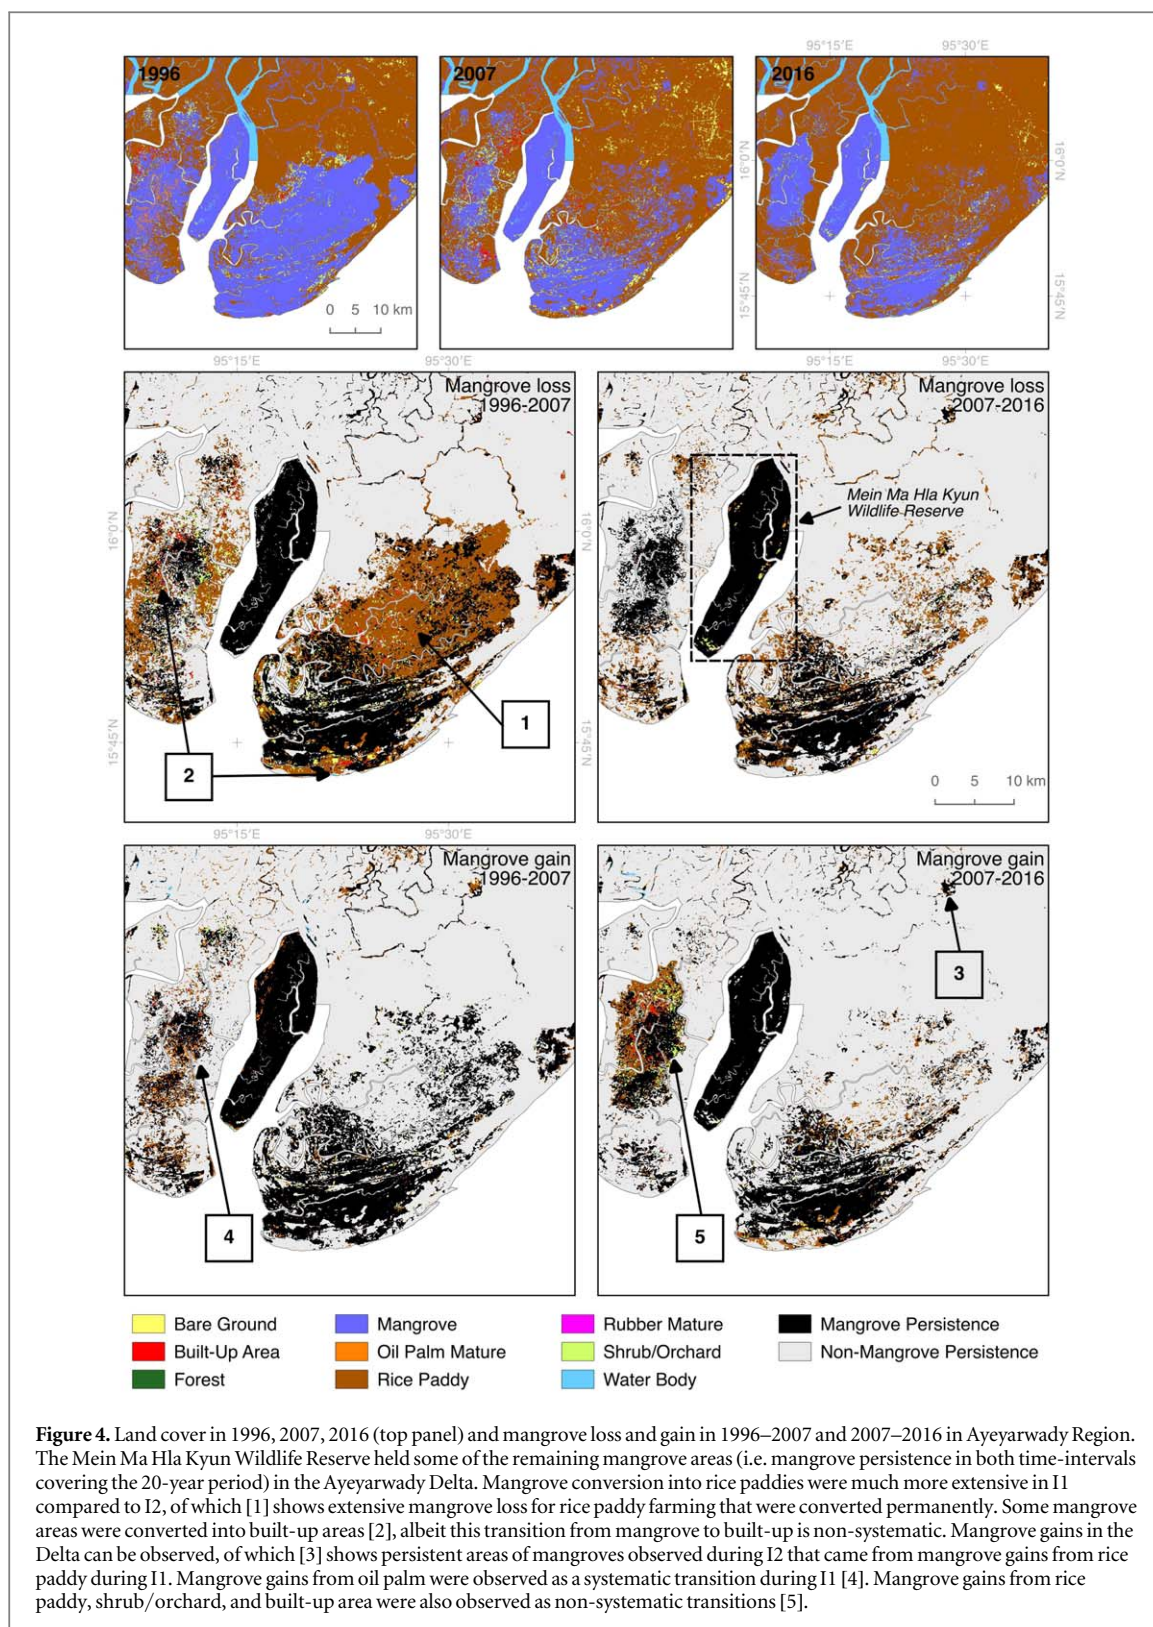 95°15′E 95°30′E
1996 2007 2016
16°0′N
16°0′N
15°45′N
15°45′N
0 5 10 km
95°15′E 95°30′E 95°15′E 95°30′E
Mangrove loss
1996-2007
Mangrove loss
2007-2016
Mein Ma Hla Kyun
Wildlife Reserve
16°0′N
16°0′N
1
2
15°45′N
15°45′N
0 5 10 km
95°15′E 95°30′E
Mangrove gain
1996-2007
Mangrove gain
2007-2016
3
4
5
Bare Ground Mangrove Rubber Mature Mangrove Persistence
Built-Up Area Oil Palm Mature Shrub/Orchard Non-Mangrove Persistence
Forest Rice Paddy Water Body
Figure 4. Land cover in 1996, 2007, 2016 (top panel) and mangrove loss and gain in 1996–2007 and 2007–2016 in Ayeyarwady Region.
The Mein Ma Hla Kyun Wildlife Reserve held some of the remaining mangrove areas (i.e. mangrove persistence in both time-intervals
covering the 20-year period) in the Ayeyarwady Delta. Mangrove conversion into rice paddies were much more extensive in I1
compared to I2, of which [1] shows extensive mangrove loss for rice paddy farming that were converted permanently. Some mangrove
areas were converted into built-up areas [2], albeit this transition from mangrove to built-up is non-systematic. Mangrove gains in the
Delta can be observed, of which [3] shows persistent areas of mangroves observed during I2 that came from mangrove gains from rice
paddy during I1. Mangrove gains from oil palm were observed as a systematic transition during I1 [4]. Mangrove gains from rice
paddy, shrub/orchard, and built-up area were also observed as non-systematic transitions [5].